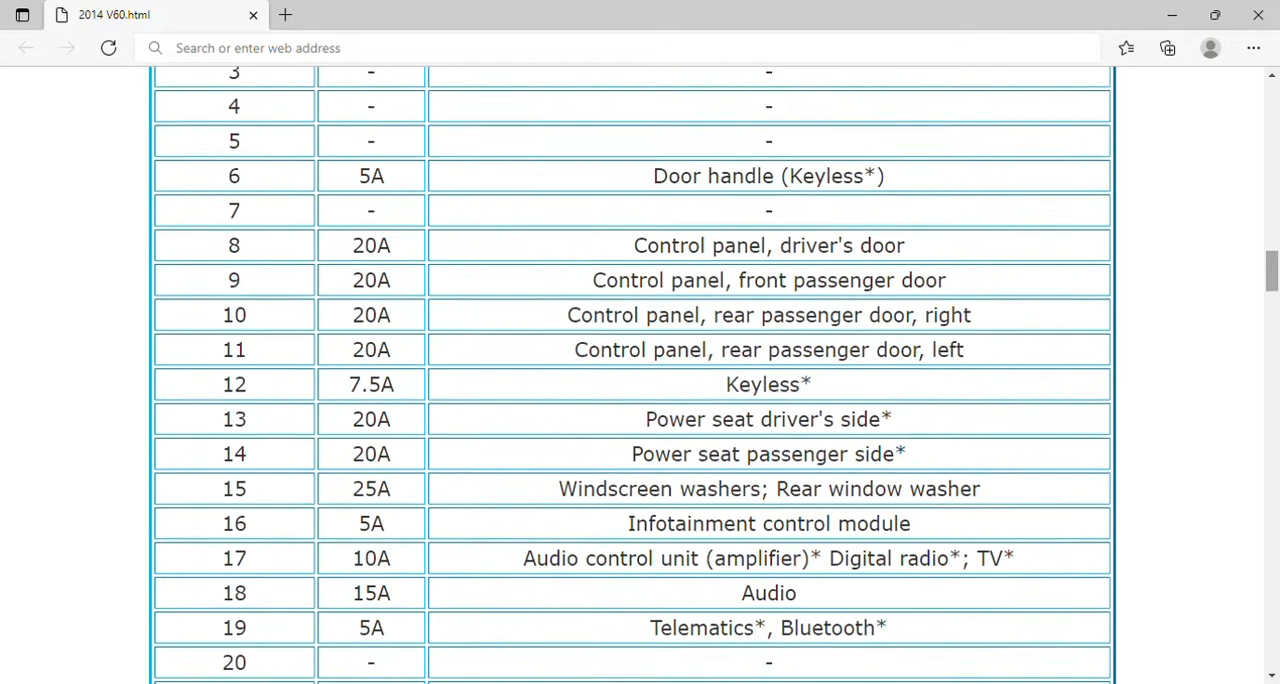 2014 V60.html
Search or enter web address
3 - -
4 - -
5 - -
6 5A Door handle (Keyless*)
7 - -
8 20A Control panel, driver's door
9 20A Control panel, front passenger door
10 20A Control panel, rear passenger door, right
11 20A Control panel, rear passenger door, left
12 7.5A Keyless*
13 20A Power seat driver's side*
14 20A Power seat passenger side*
15 25A Windscreen washers; Rear window washer
16 5A Infotainment control module
17 10A Audio control unit (amplifier)* Digital radio*; TV*
18 15A Audio
19 5A Telematics*, Bluetooth*
20 - -